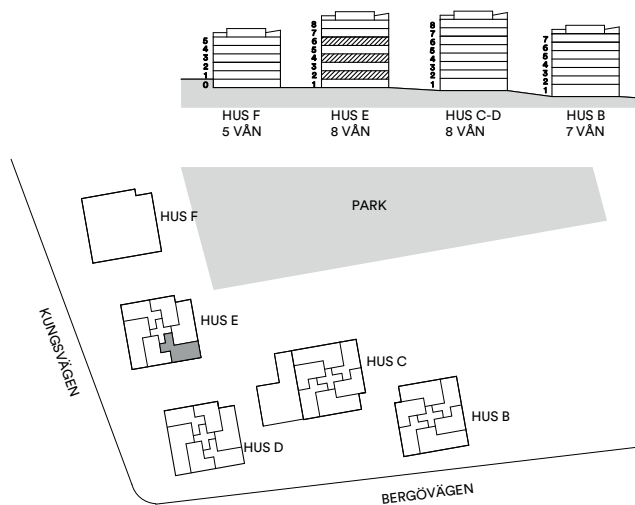 5
4
3
2
1
0
8
7
6
5
4
3
2
1
8
7
6
5
4
3
2
1
7
6
5
4
3
2
1
HUS F
5 VÅN
HUS E
8 VÅN
HUS C-D
8 VÅN
HUS B
7 VÅN
PARK
HUS F
HUS E
HUS C
HUS B
HUS D
KUNGSVÄGEN
BERGÖVÄGEN